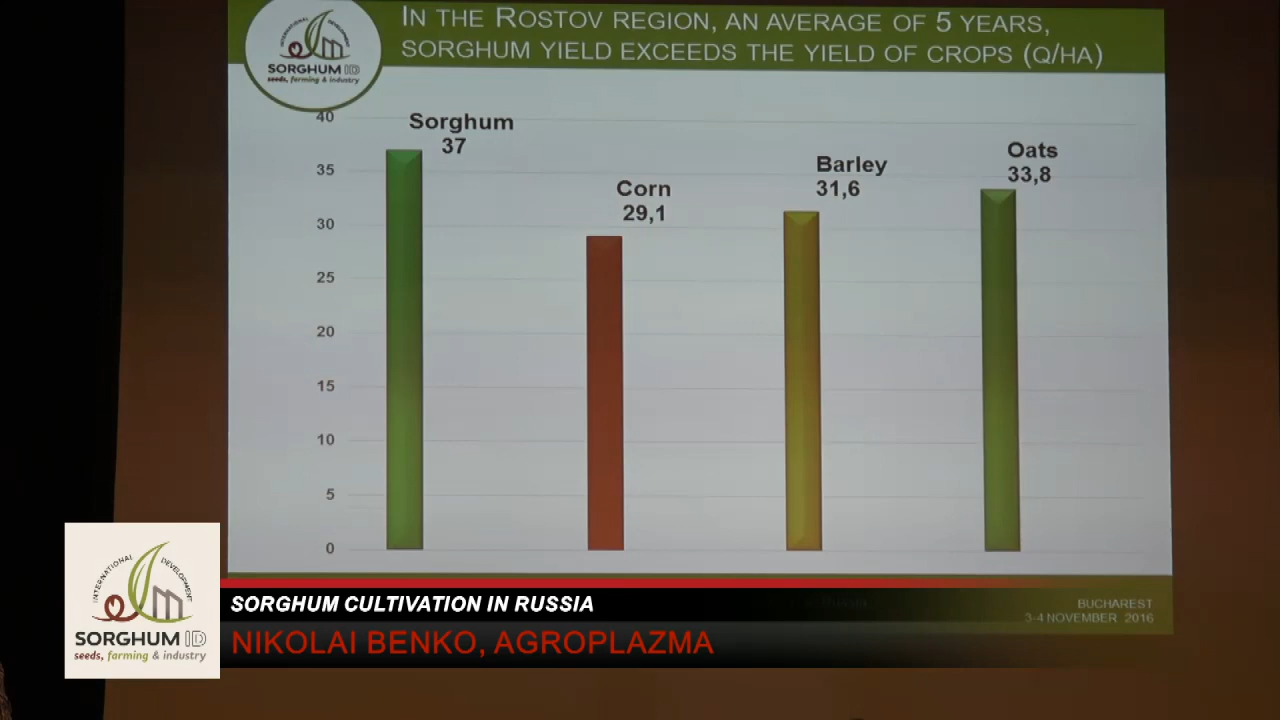 INTERNATIONAL DEVELOPMENT
SORGHUM ID
seeds, farming & industry
IN THE ROSTOV REGION, AN AVERAGE OF 5 YEARS,
SORGHUM YIELD EXCEEDS THE YIELD OF CROPS (Q/HA)
40
35
30
25
20
15
10
5
0
Sorghum
37
Corn
29,1
Barley
31,6
Oats
33,8
BUCHAREST
3-4 NOVEMBER 2016
INTERNATIONAL DEVELOPMENT
SORGHUM ID
seeds, farming & industry
SORGHUM CULTIVATION IN RUSSIA
NIKOLAI BENKO, AGROPLAZMA